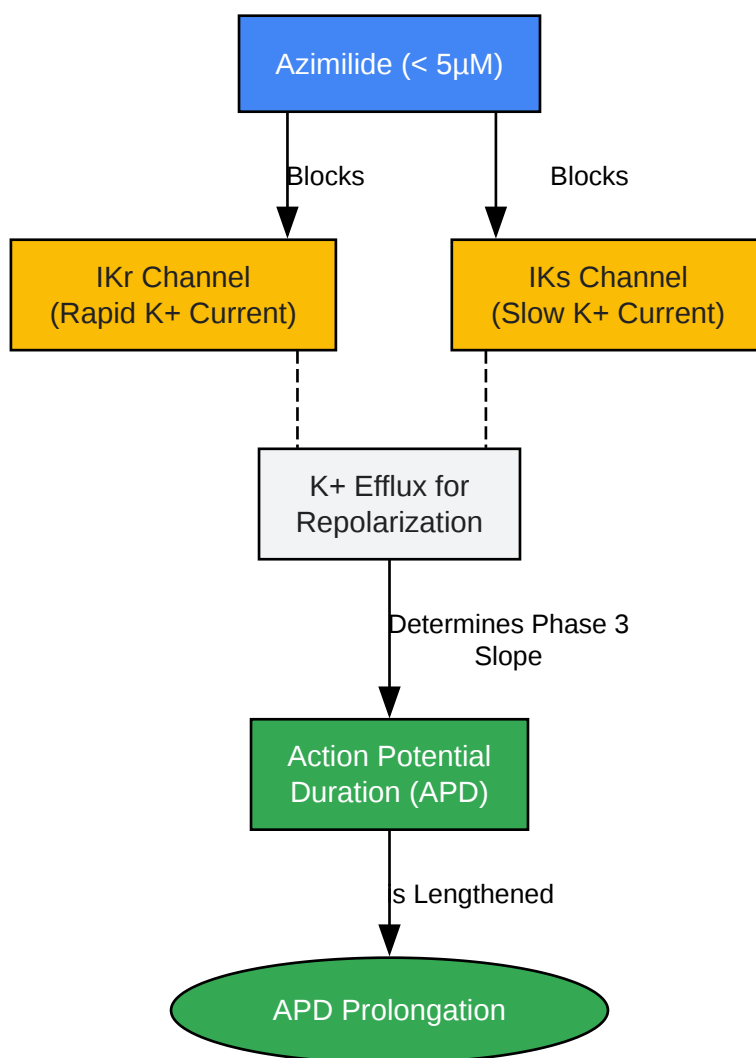 Azimilide (< 5µM)
Blocks
Blocks
IKr Channel
(Rapid K+ Current)
IKs Channel
(Slow K+ Current)
K+ Efflux for
Repolarization
Determines Phase 3
Slope
Action Potential
Duration (APD)
Is Lengthened
APD Prolongation